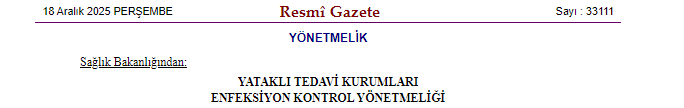 18 Aralık 2025 PERŞEMBE Resmî Gazete Sayı : 33111
YÖNETMELİK
Sağlık Bakanlığından:
YATAKLI TEDAVİ KURUMLARI
ENFEKSİYON KONTROL YÖNETMELİĞİ